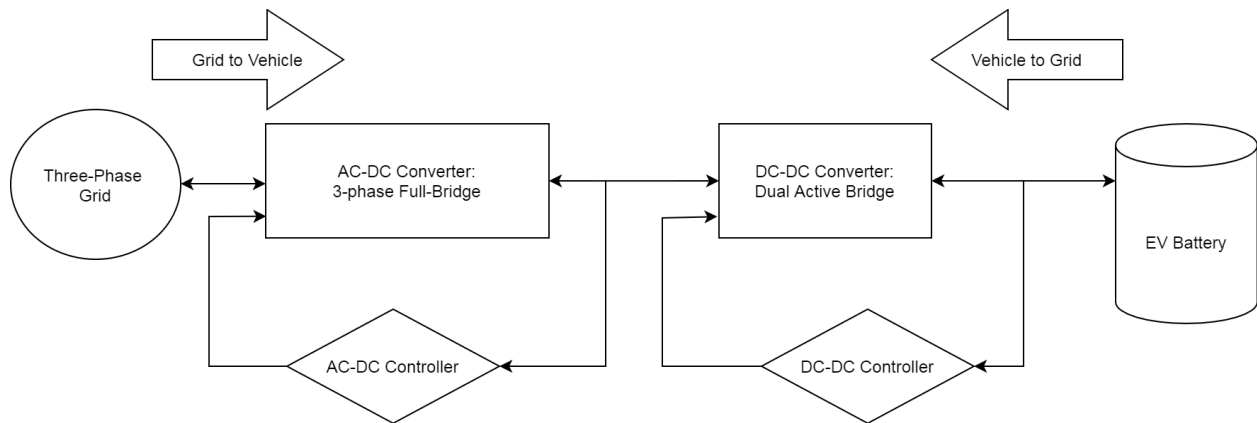 Grid to Vehicle
Vehicle to Grid
Three-Phase
Grid
AC-DC Converter:
3-phase Full-Bridge
DC-DC Converter:
Dual Active Bridge
EV Battery
AC-DC Controller
DC-DC Controller